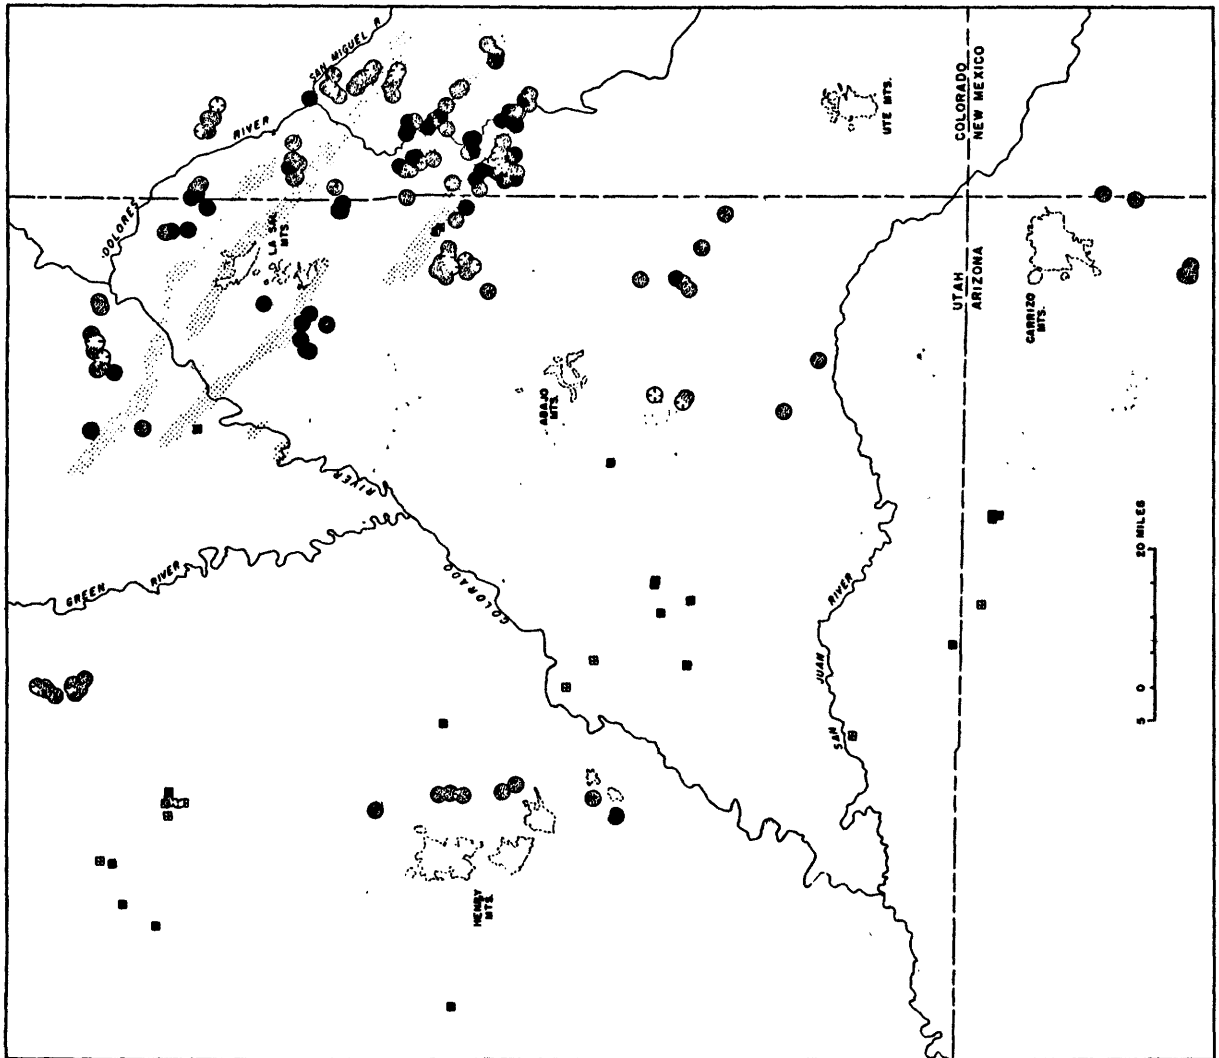 SAN MIGUEL R
RIVER
DOLORES
LA SAL
MTS.
UTE MTS.
COLORADO
NEW MEXICO
UTAH
ARIZONA
CARRIZO
MTS.
ABAJO
MTS.
RIVER
GREEN RIVER
COLORADO
RIVER
JUAN
SAN
HENRY
MTS.
5 0 20 MILES